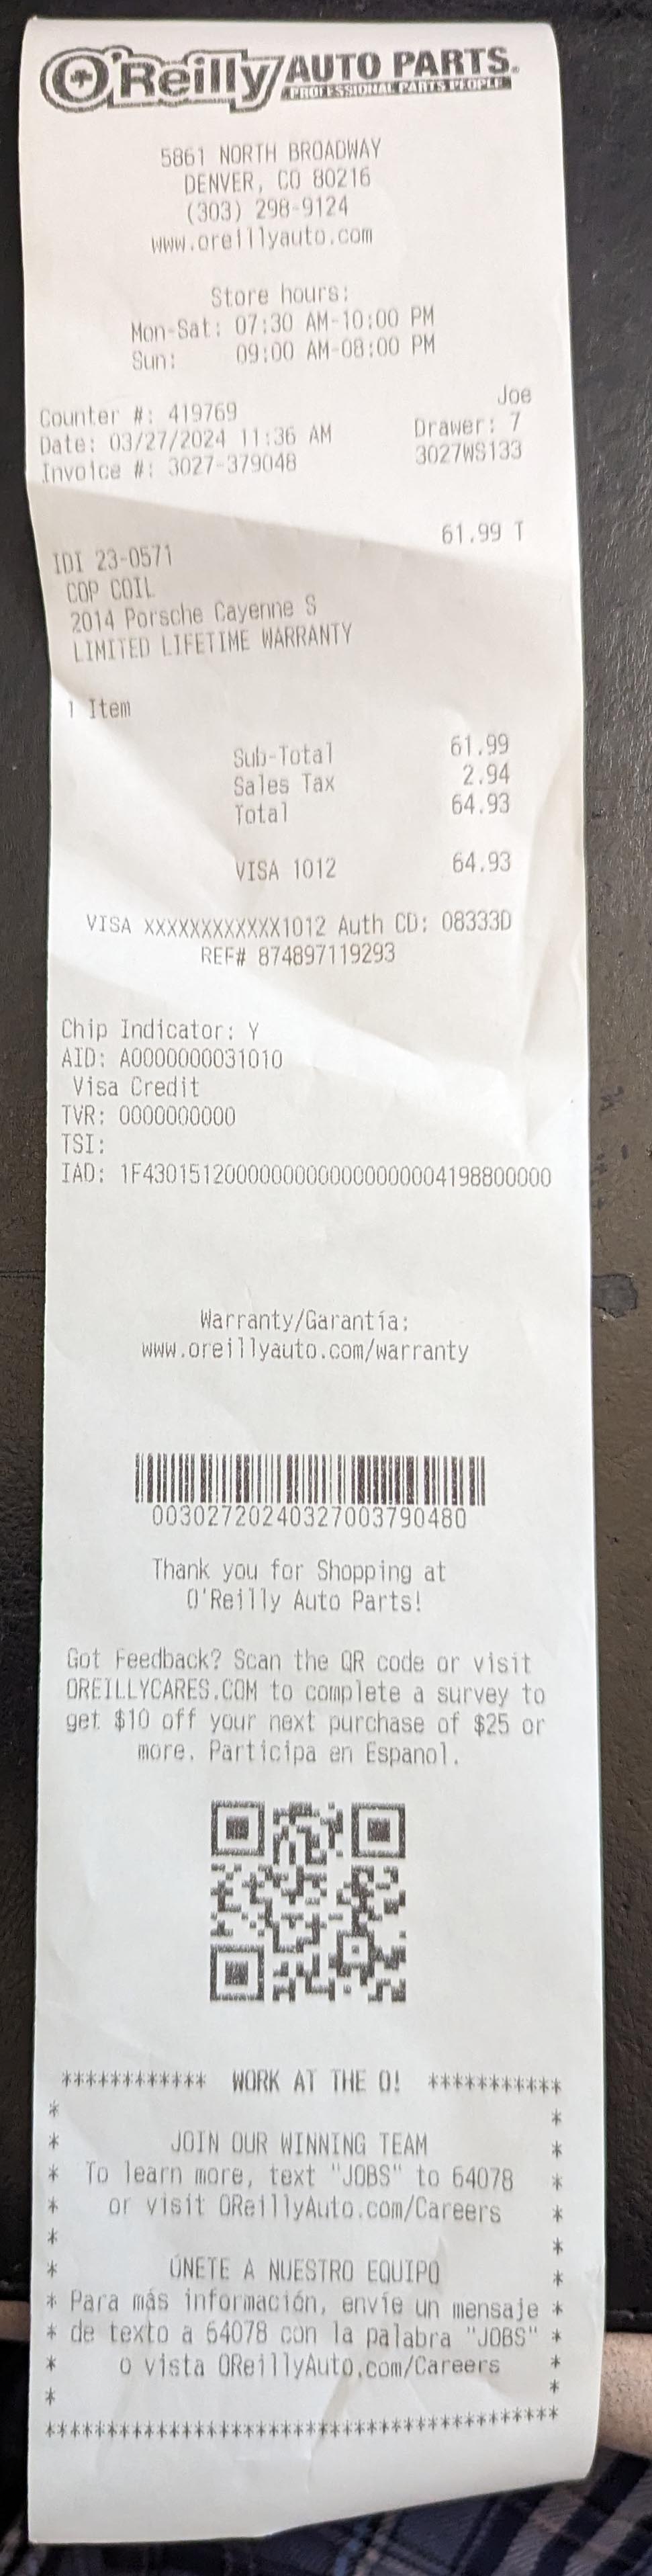 O'Reilly AUTO PARTS.
PROFESSIONAL PARTS PEOPLE
5861 NORTH BROADWAY
DENVER, CO 80216
(303) 298-9124
www.oreillyauto.com
Store hours:
Mon-Sat: 07:30 AM-10:00 PM
Sun: 09:00 AM-08:00 PM
Joe
Counter #: 419769 Drawer: 7
Date: 03/27/2024 11:36 AM 3027WS133
Invoice #: 3027-379048
61.99 T
IDI 23-0571
COP COIL
2014 Porsche Cayenne S
LIMITED LIFETIME WARRANTY
1 Item
Sub-Total 61.99
Sales Tax 2.94
Total 64.93
VISA 1012 64.93
VISA XXXXXXXXXXXX1012 Auth CD: 08333D
REF# 874897119293
Chip Indicator: Y
AID: A0000000031010
Visa Credit
TVR: 0000000000
TSI:
IAD: 1F430151200000000000000000004198800000
Warranty/Garantía:
www.oreillyauto.com/warranty
00302720240327003790480
Thank you for Shopping at
O'Reilly Auto Parts!
Got Feedback? Scan the QR code or visit
OREILLYCARES.COM to complete a survey to
get $10 off your next purchase of $25 or
more. Participa en Espanol.
************ WORK AT THE O! ***********
* *
* JOIN OUR WINNING TEAM *
* To learn more, text "JOBS" to 64078 *
* or visit OReillyAuto.com/Careers *
* *
* ÚNETE A NUESTRO EQUIPO *
* Para más información, envíe un mensaje *
* de texto a 64078 con la palabra "JOBS" *
* o vista OReillyAuto.com/Careers *
* *
******************************************